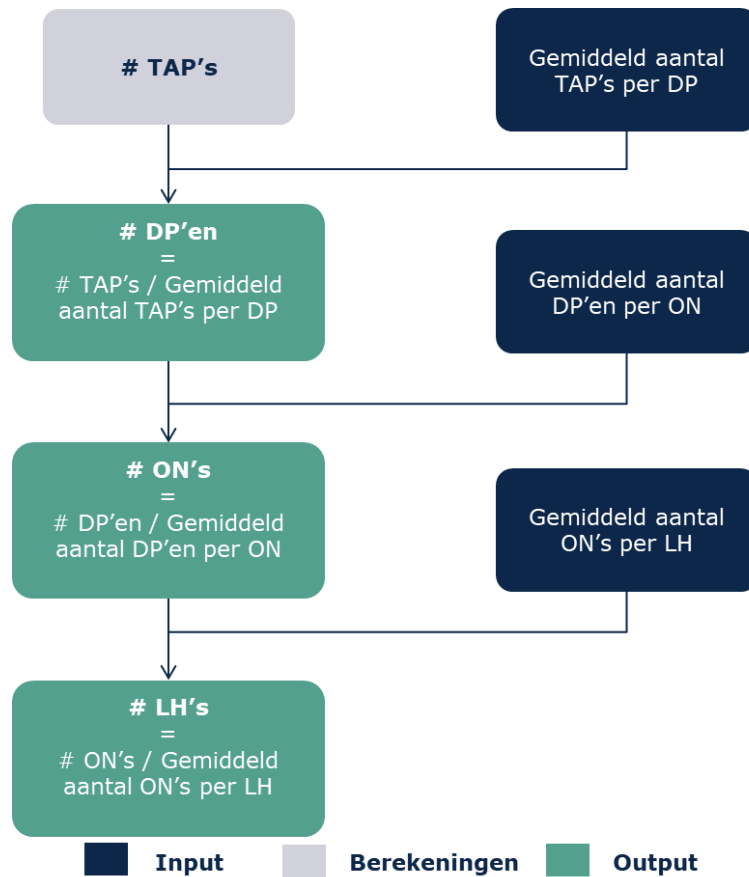 # TAP’s
Gemiddeld aantal
TAP’s per DP
# DP’en
=
# TAP’s / Gemiddeld
aantal TAP’s per DP
Gemiddeld aantal
DP’en per ON
# ON’s
=
# DP’en / Gemiddeld
aantal DP’en per ON
Gemiddeld aantal
ON’s per LH
# LH’s
=
# ON’s / Gemiddeld
aantal ON’s per LH
Input
Berekeningen
Output